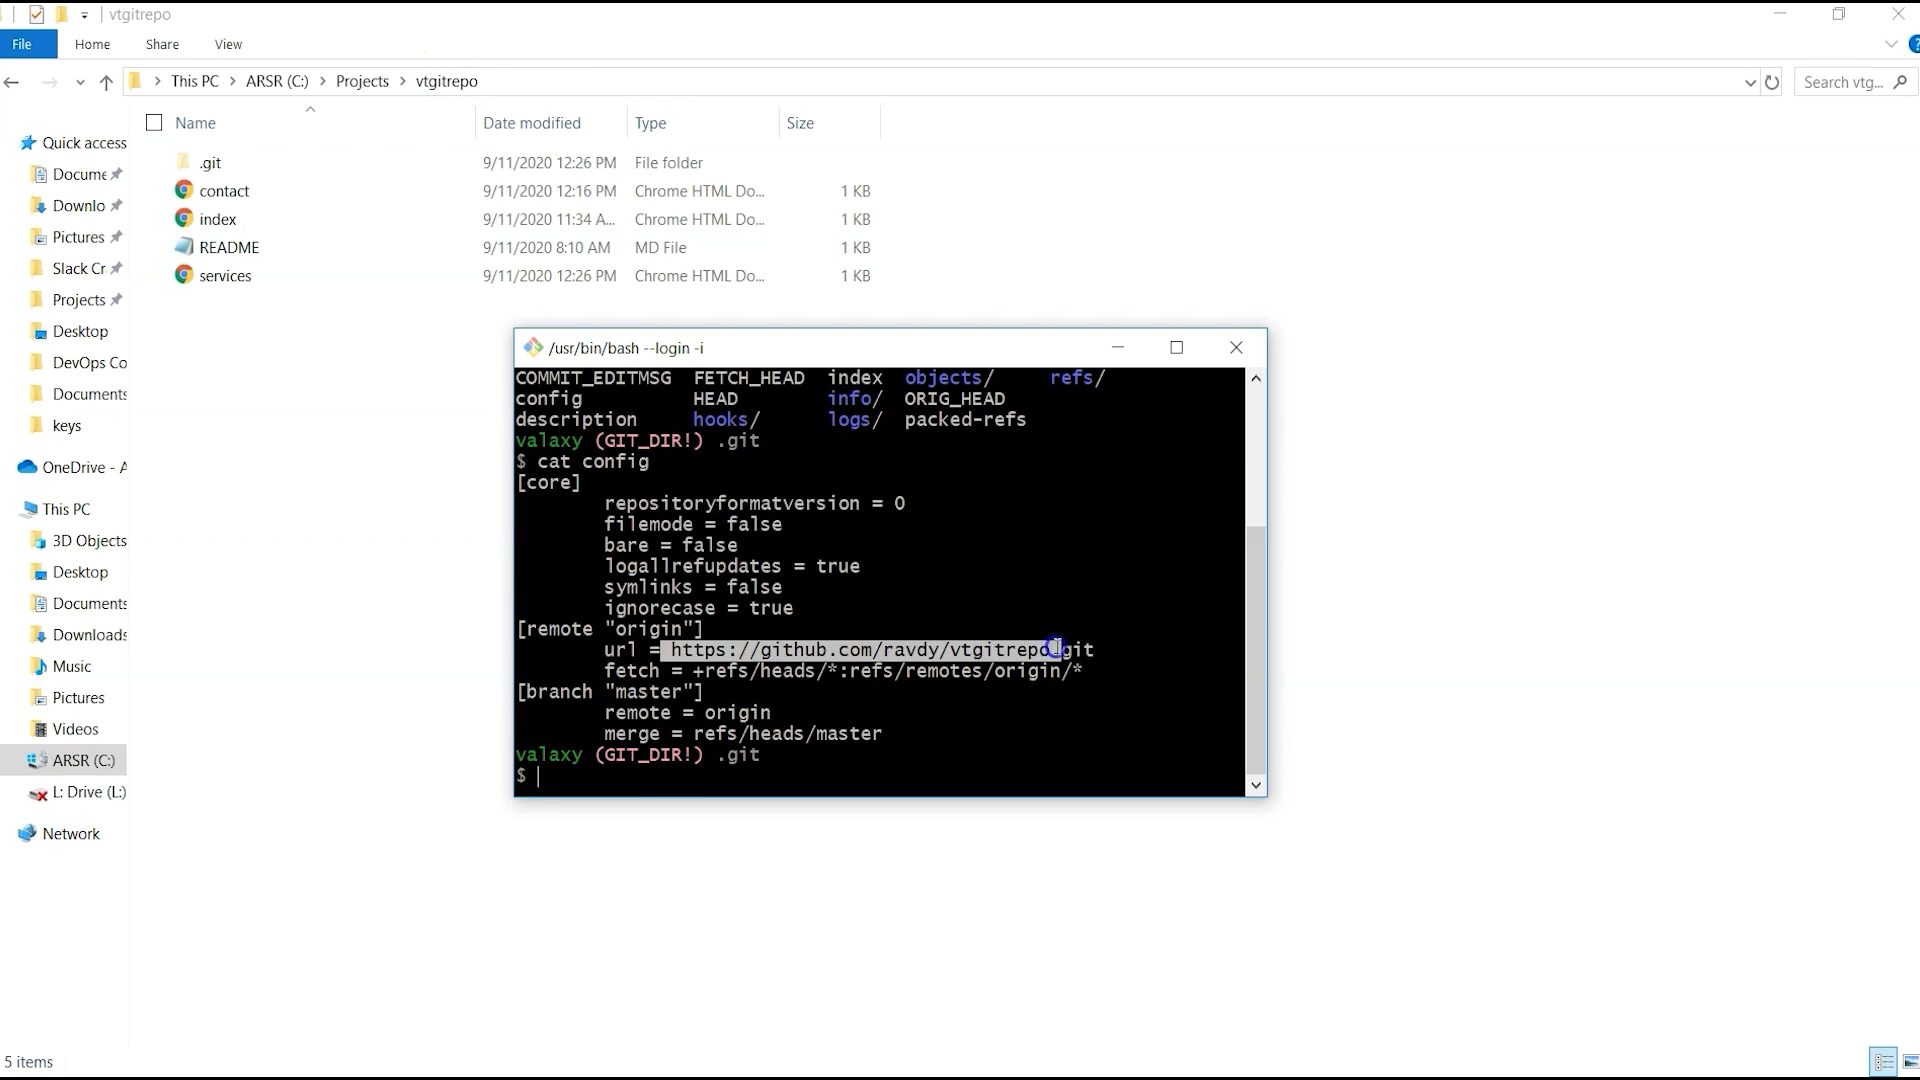 vtgitrepo
File Home Share View
This PC ARSR (C:) Projects vtgitrepo
Search vtg...
Name Date modified Type Size
.git 9/11/2020 12:26 PM File folder
contact 9/11/2020 12:16 PM Chrome HTML Do... 1 KB
index 9/11/2020 11:34 A... Chrome HTML Do... 1 KB
README 9/11/2020 8:10 AM MD File 1 KB
services 9/11/2020 12:26 PM Chrome HTML Do... 1 KB
Quick access
Docume
Downlo
Pictures
Slack Cr
Projects
Desktop
DevOps Co
Documents
keys
OneDrive - A
This PC
3D Objects
Desktop
Documents
Downloads
Music
Pictures
Videos
ARSR (C:)
L: Drive (L:)
Network
5 items
/usr/bin/bash --login -i
COMMIT_EDITMSG FETCH_HEAD index objects/ refs/
config HEAD info/ ORIG_HEAD
description hooks/ logs/ packed-refs
valaxy (GIT_DIR!) .git
$ cat config
[core]
repositoryformatversion = 0
filemode = false
bare = false
logallrefupdates = true
symlinks = false
ignorecase = true
[remote "origin"]
url = https://github.com/ravdy/vtgitrepo.git
fetch = +refs/heads/*:refs/remotes/origin/*
[branch "master"]
remote = origin
merge = refs/heads/master
valaxy (GIT_DIR!) .git
$